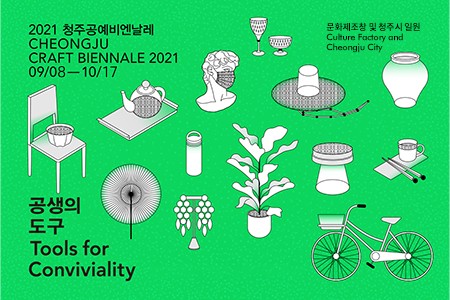 2021 청주공예비엔날레
CHEONGJU
CRAFT BIENNALE 2021
09/08—10/17
문화제조창 및 청주시 일원
Culture Factory and
Cheongju City
공생의
도구
Tools for
Conviviality